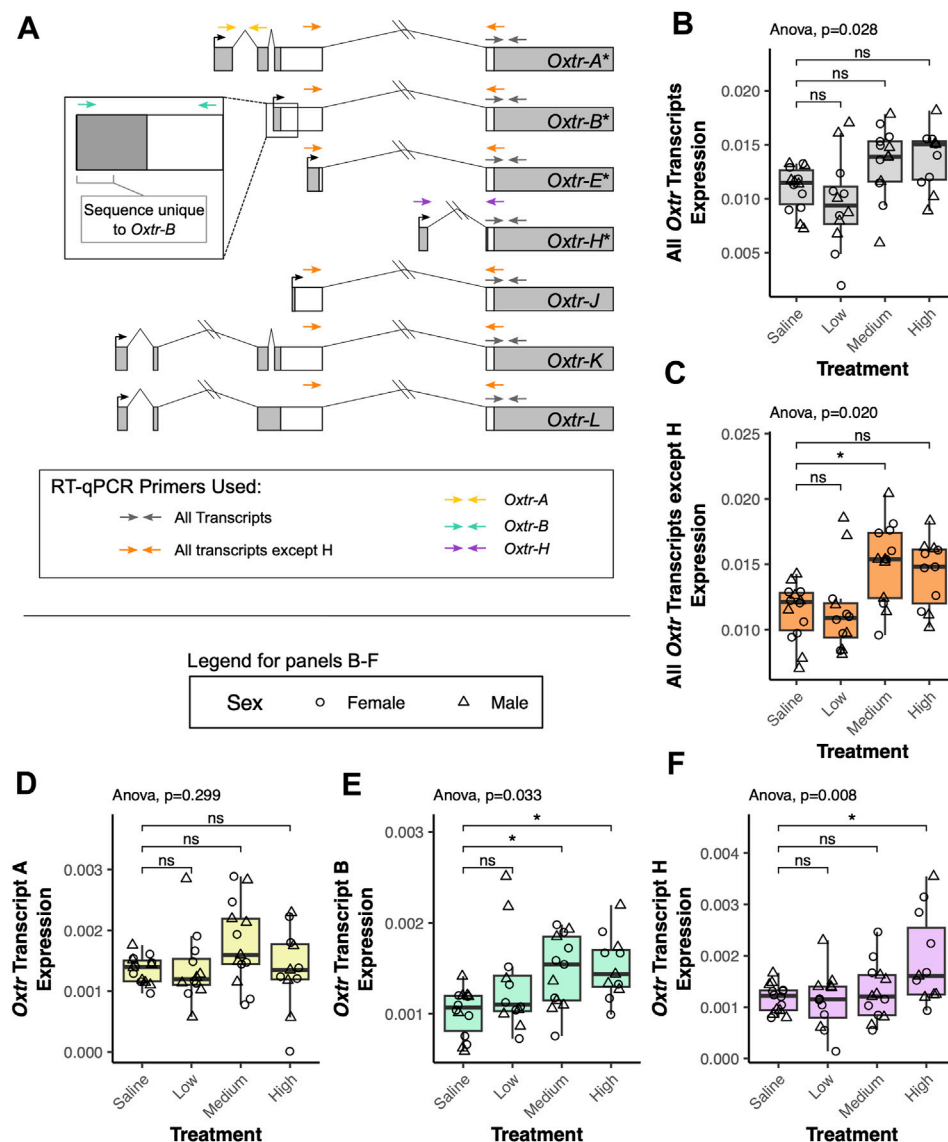 A
Oxtr-A*
Oxtr-B*
Sequence unique
to Oxtr-B
Oxtr-E*
Oxtr-H*
Oxtr-J
Oxtr-K
Oxtr-L
RT-qPCR Primers Used:
All Transcripts
All transcripts except H
Oxtr-A
Oxtr-B
Oxtr-H
Legend for panels B-F
Sex
Female
Male
B
Anova, p=0.028
ns
ns
ns
0.020
0.015
0.010
0.005
All Oxtr Transcripts
Expression
Saline
Low
Medium
High
Treatment
C
Anova, p=0.020
ns
*
ns
0.025
0.020
0.015
0.010
All Oxtr Transcripts except H
Expression
Saline
Low
Medium
High
Treatment
D
Anova, p=0.299
ns
ns
ns
0.003
0.002
0.001
0.000
Oxtr Transcript A
Expression
Saline
Low
Medium
High
Treatment
E
Anova, p=0.033
*
*
ns
0.003
0.002
0.001
Oxtr Transcript B
Expression
Saline
Low
Medium
High
Treatment
F
Anova, p=0.008
*
ns
ns
0.004
0.003
0.002
0.001
0.000
Oxtr Transcript H
Expression
Saline
Low
Medium
High
Treatment